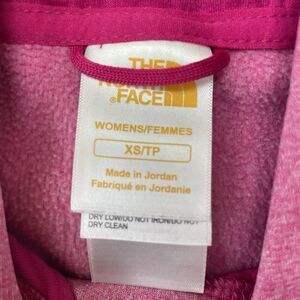 THE
NORTH
FACE
WOMENS/FEMMES
XS/TP
Made in Jordan
Fabriqué en Jordanie
DRY LOW/DO NOT IRON/DO NOT
DRY CLEAN